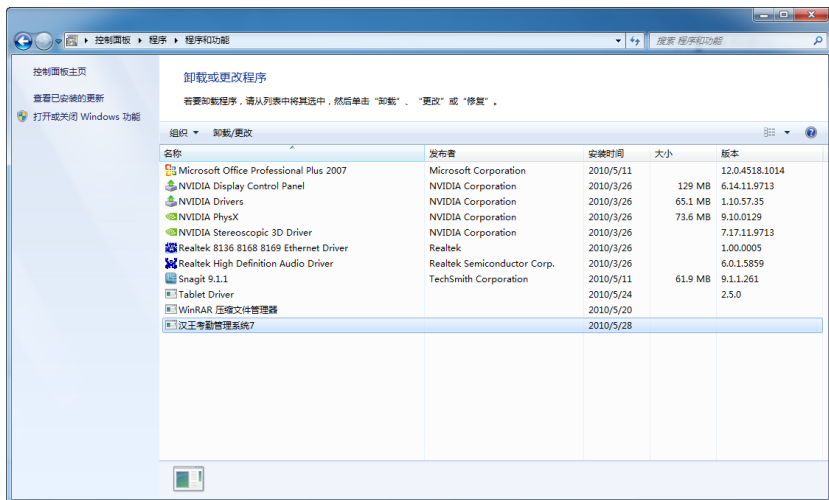 控制面板 程序 程序和功能 搜索 程序和功能
控制面板主页
查看已安装的更新
打开或关闭 Windows 功能
卸载或更改程序
若要卸载程序，请从列表中将其选中，然后单击“卸载”、“更改”或“修复”。
组织 卸载/更改
名称 发布者 安装时间 大小 版本
Microsoft Office Professional Plus 2007 Microsoft Corporation 2010/5/11 12.0.4518.1014
NVIDIA Display Control Panel NVIDIA Corporation 2010/3/26 129 MB 6.14.11.9713
NVIDIA Drivers NVIDIA Corporation 2010/3/26 65.1 MB 1.10.57.35
NVIDIA PhysX NVIDIA Corporation 2010/3/26 73.6 MB 9.10.0129
NVIDIA Stereoscopic 3D Driver NVIDIA Corporation 2010/3/26 7.17.11.9713
Realtek 8136 8168 8169 Ethernet Driver Realtek 2010/3/26 1.00.0005
Realtek High Definition Audio Driver Realtek Semiconductor Corp. 2010/3/26 6.0.1.5859
Snagit 9.1.1 TechSmith Corporation 2010/5/11 61.9 MB 9.1.1.261
Tablet Driver 2010/5/24 2.5.0
WinRAR 压缩文件管理器 2010/5/20
汉王考勤管理系统7 2010/5/28